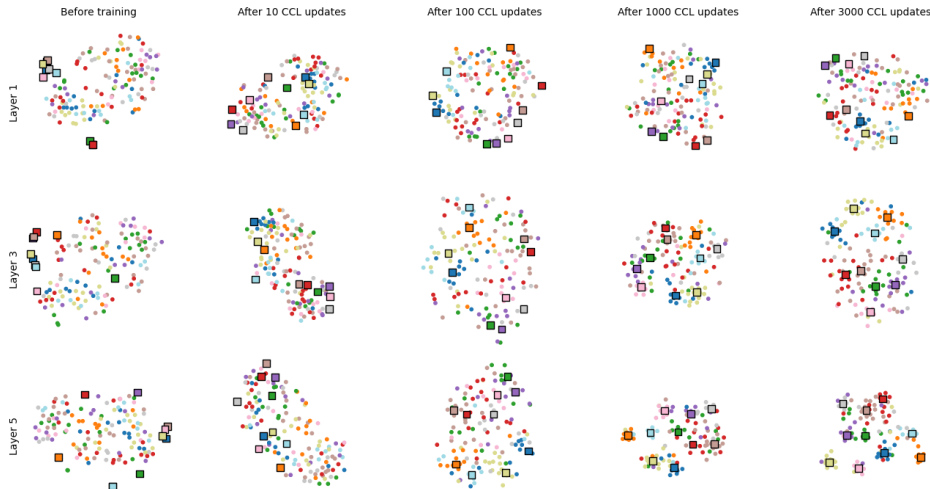 Before training
After 10 CCL updates
After 100 CCL updates
After 1000 CCL updates
After 3000 CCL updates
Layer 1
Layer 3
Layer 5